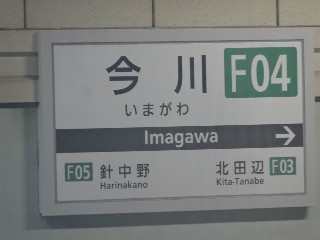 今川 F04
いまがわ
Imagawa →
F05 針中野 北田辺 F03
Harinakano Kita-Tanabe